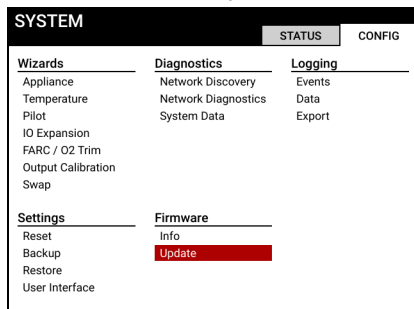 SYSTEM
STATUS
CONFIG
Wizards
Appliance
Temperature
Pilot
IO Expansion
FARC / O2 Trim
Output Calibration
Swap
Diagnostics
Network Discovery
Network Diagnostics
System Data
Logging
Events
Data
Export
Settings
Reset
Backup
Restore
User Interface
Firmware
Info
Update